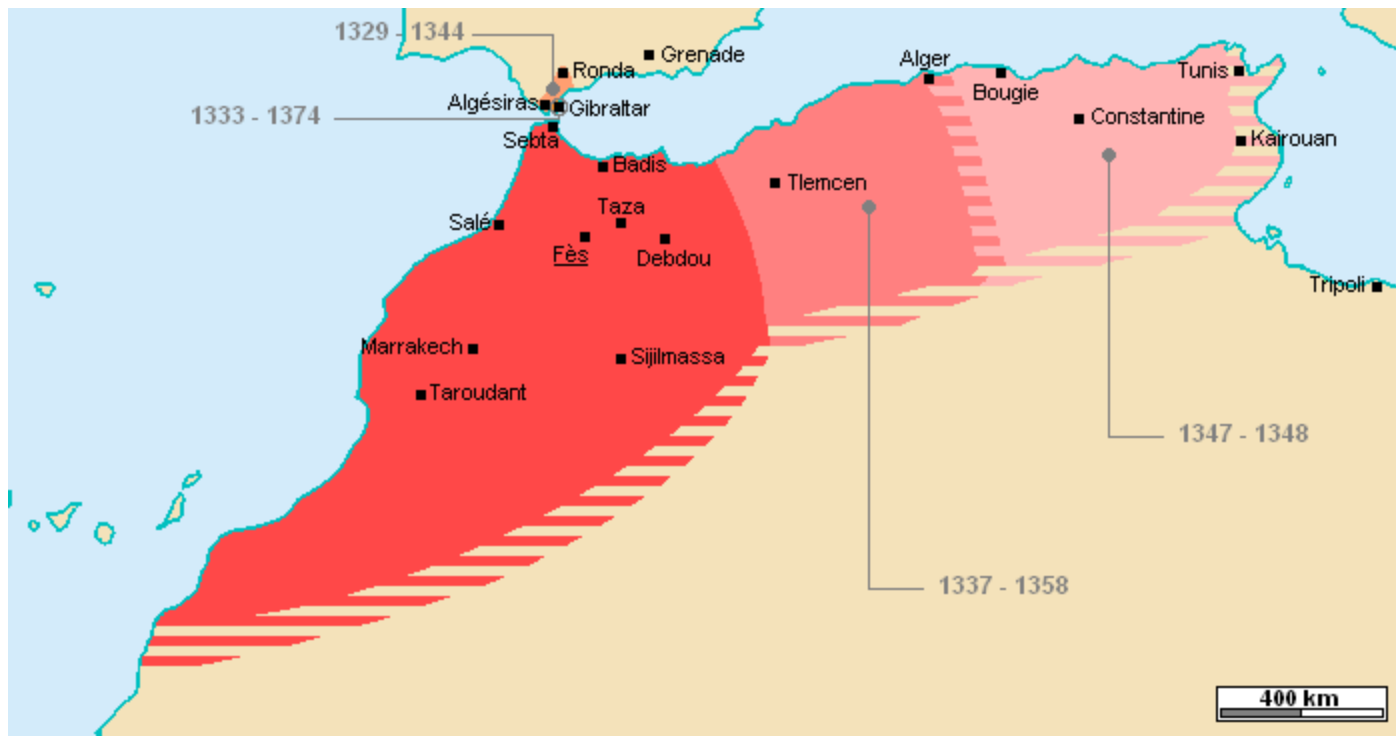 1329 - 1344
Grenade
Ronda
Alger
Tunis
Bougie
Algésiras
Gibraltar
1333 - 1374
Constantine
Sebta
Kairouan
Badis
Tlemcen
Taza
Salé
Fès
Debdou
Tripoli
Marrakech
Sijilmassa
Taroudant
1347 - 1348
1337 - 1358
400 km